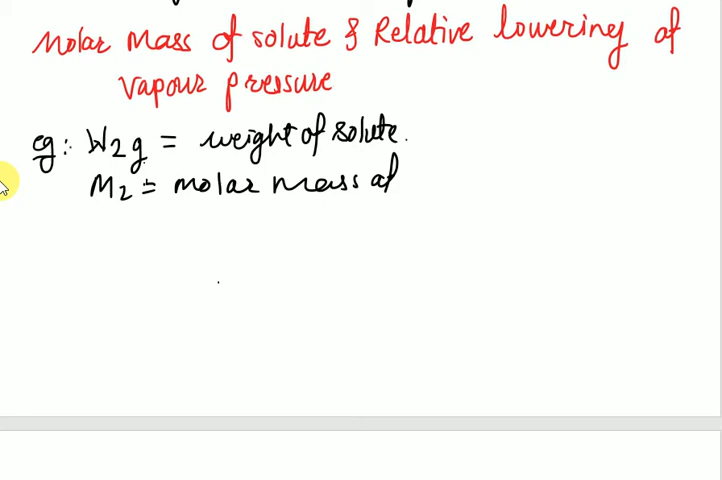 Molar Mass of solute & Relative lowering of
Vapour pressure
eg: W2g = weight of solute.
M2 = molar mass of